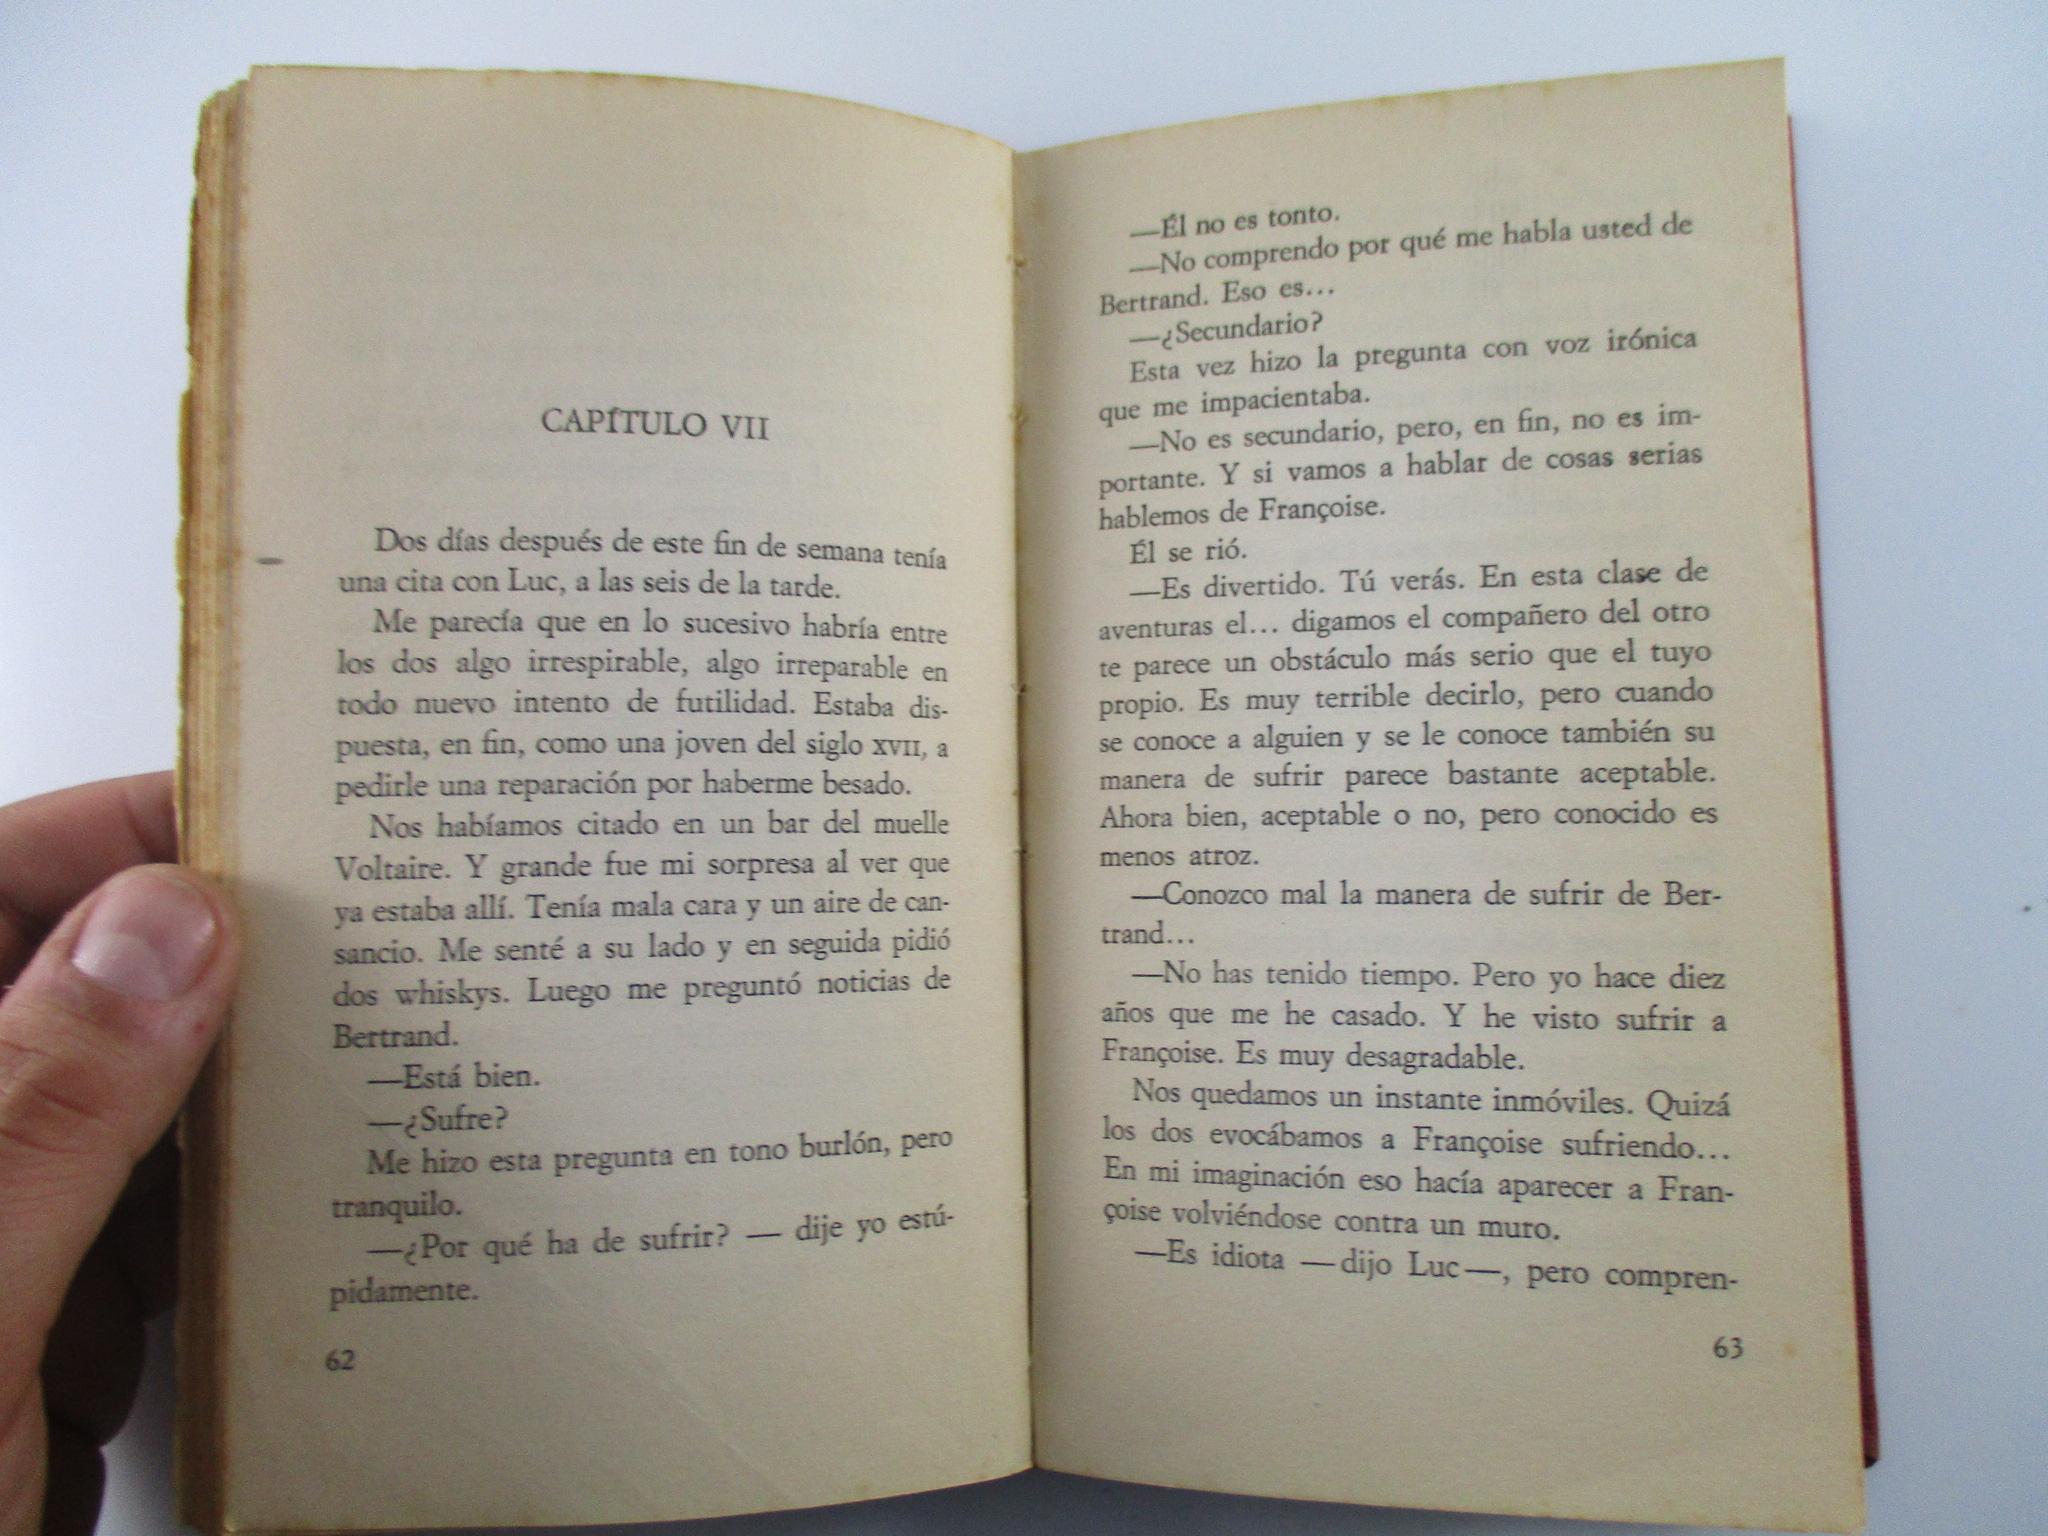 CAPÍTULO VII
Dos días después de este fin de semana tenía
una cita con Luc, a las seis de la tarde.
Me parecía que en lo sucesivo habría entre
los dos algo irrespirable, algo irreparable en
todo nuevo intento de futilidad. Estaba dis-
puesta, en fin, como una joven del siglo XVII, a
pedirle una reparación por haberme besado.
Nos habíamos citado en un bar del muelle
Voltaire. Y grande fue mi sorpresa al ver que
ya estaba allí. Tenía mala cara y un aire de can-
sancio. Me senté a su lado y en seguida pidió
dos whiskys. Luego me preguntó noticias de
Bertrand.
—Está bien.
—¿Sufre?
Me hizo esta pregunta en tono burlón, pero
tranquilo.
—¿Por qué ha de sufrir? — dije yo estú-
pidamente.
62
—Él no es tonto.
—No comprendo por qué me habla usted de
Bertrand. Eso es...
—¿Secundario?
Esta vez hizo la pregunta con voz irónica
que me impacientaba.
—No es secundario, pero, en fin, no es im-
portante. Y si vamos a hablar de cosas serias
hablemos de Françoise.
Él se rió.
—Es divertido. Tú verás. En esta clase de
aventuras el... digamos el compañero del otro
te parece un obstáculo más serio que el tuyo
propio. Es muy terrible decirlo, pero cuando
se conoce a alguien y se le conoce también su
manera de sufrir parece bastante aceptable.
Ahora bien, aceptable o no, pero conocido es
menos atroz.
—Conozco mal la manera de sufrir de Ber-
trand...
—No has tenido tiempo. Pero yo hace diez
años que me he casado. Y he visto sufrir a
Françoise. Es muy desagradable.
Nos quedamos un instante inmóviles. Quizá
los dos evocábamos a Françoise sufriendo...
En mi imaginación eso hacía aparecer a Fran-
çoise volviéndose contra un muro.
—Es idiota —dijo Luc—, pero compren-
63